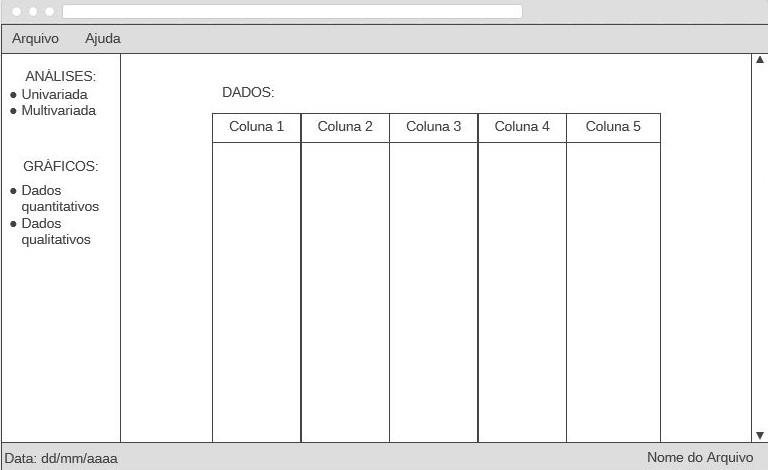 Arquivo Ajuda
ANÁLISES:
● Univariada
● Multivariada
GRÁFICOS:
● Dados
quantitativos
● Dados
qualitativos
DADOS:
Coluna 1 Coluna 2 Coluna 3 Coluna 4 Coluna 5
Data: dd/mm/aaaa
Nome do Arquivo